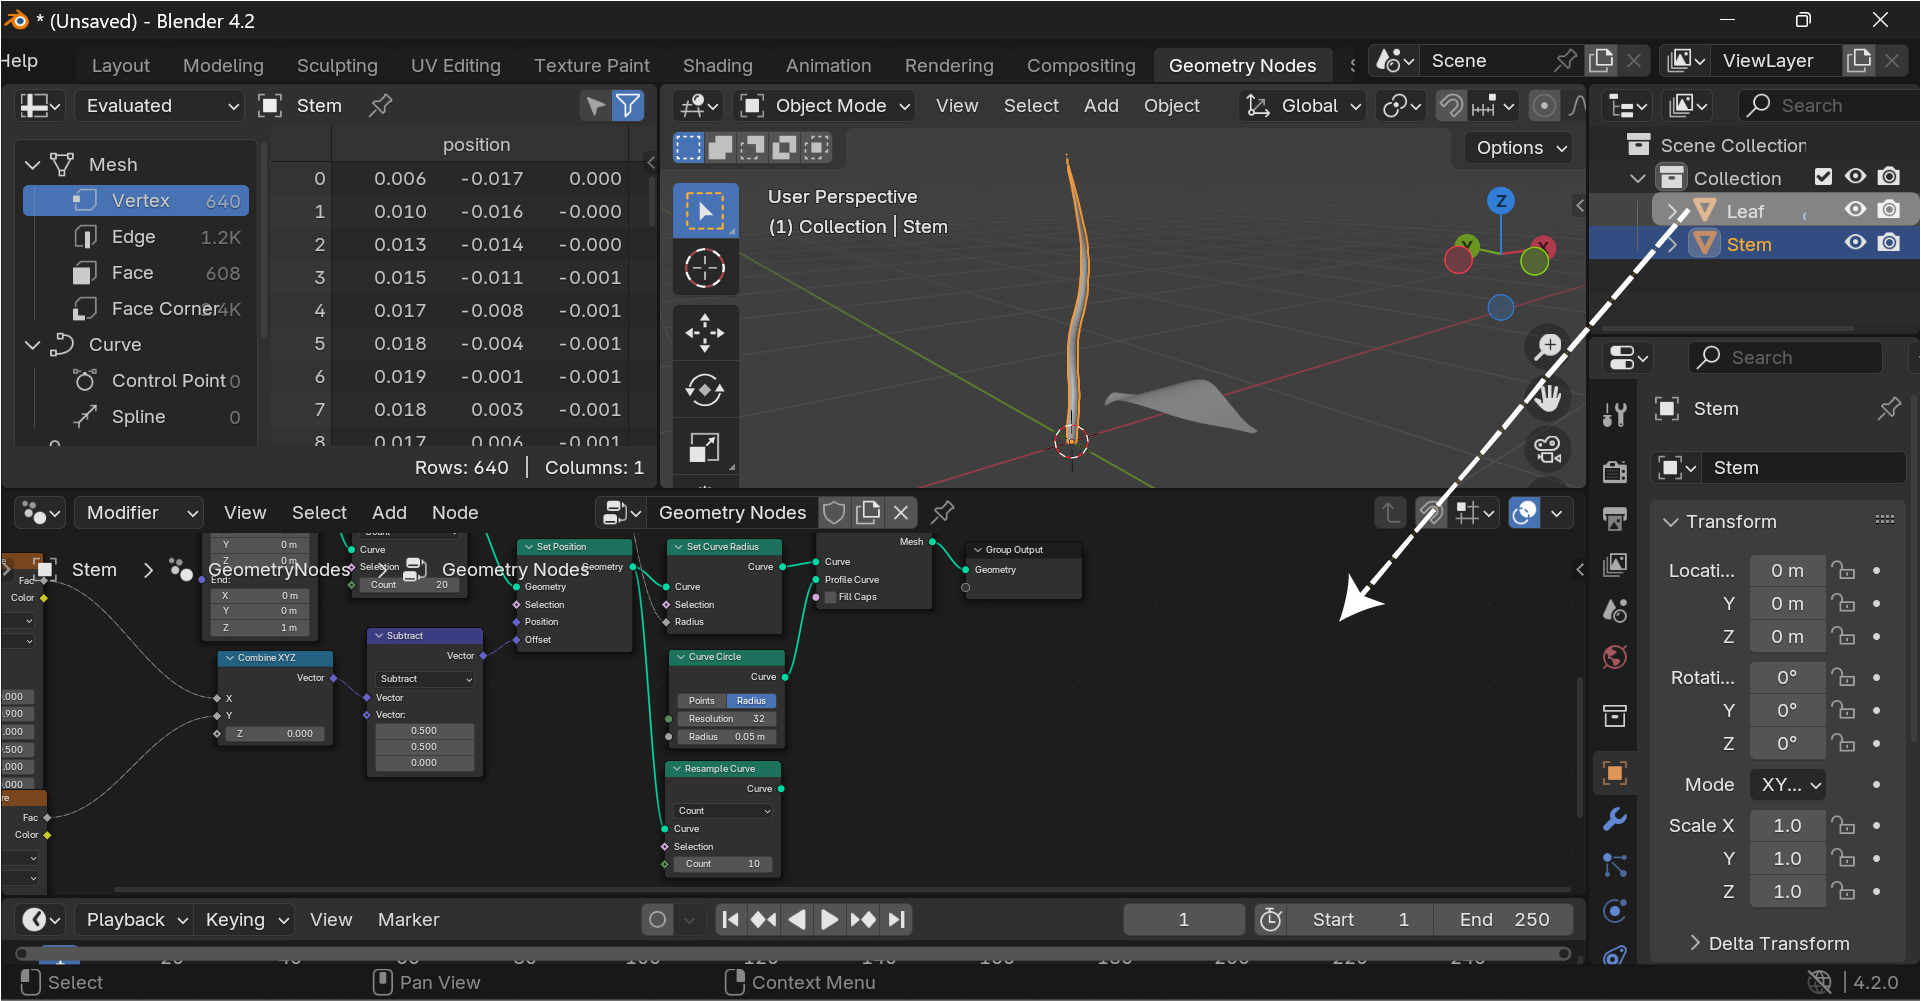 * (Unsaved) - Blender 4.2
Help
Layout
Modeling
Sculpting
UV Editing
Texture Paint
Shading
Animation
Rendering
Compositing
Geometry Nodes
Scene
ViewLayer
Evaluated
Stem
position
Mesh
Vertex 640
Edge 1.2K
Face 608
Face Corner
Curve
Control Point 0
Spline 0
0 0.006 -0.017 0.000
1 0.010 -0.016 -0.000
2 0.013 -0.014 -0.000
3 0.015 -0.011 -0.001
4 0.017 -0.008 -0.001
5 0.018 -0.004 -0.001
6 0.019 -0.001 -0.001
7 0.018 0.003 -0.001
8 0.017 0.006 -0.001
Rows: 640 | Columns: 1
Object Mode
View
Select
Add
Object
Global
Options
User Perspective
(1) Collection | Stem
Z
Y
X
Search
Scene Collection
Collection
Leaf
Stem
Search
Stem
Stem
Transform
Locati... 0 m
Y 0 m
Z 0 m
Rotati... 0°
Y 0°
Z 0°
Mode XY...
Scale X 1.0
Y 1.0
Z 1.0
Delta Transform
Modifier
View
Select
Add
Node
Geometry Nodes
Stem
GeometryNodes
Geometry Nodes
Fac
Color
Y 0 m
Z 0 m
End:
X 0 m
Y 0 m
Z 1 m
Curve
Selection
Count 20
Combine XYZ
Vector
X
Y
Z 0.000
Subtract
Vector
Subtract
Vector
Vector:
0.500
0.500
0.000
Set Position
Geometry
Geometry
Selection
Position
Offset
Set Curve Radius
Curve
Curve
Selection
Radius
Curve Circle
Curve
Points
Radius
Resolution 32
Radius 0.05 m
Resample Curve
Curve
Count
Curve
Selection
Count 10
Mesh
Curve
Profile Curve
Fill Caps
Group Output
Geometry
Fac
Color
Playback
Keying
View
Marker
1
Start 1
End 250
Select
Pan View
Context Menu
4.2.0